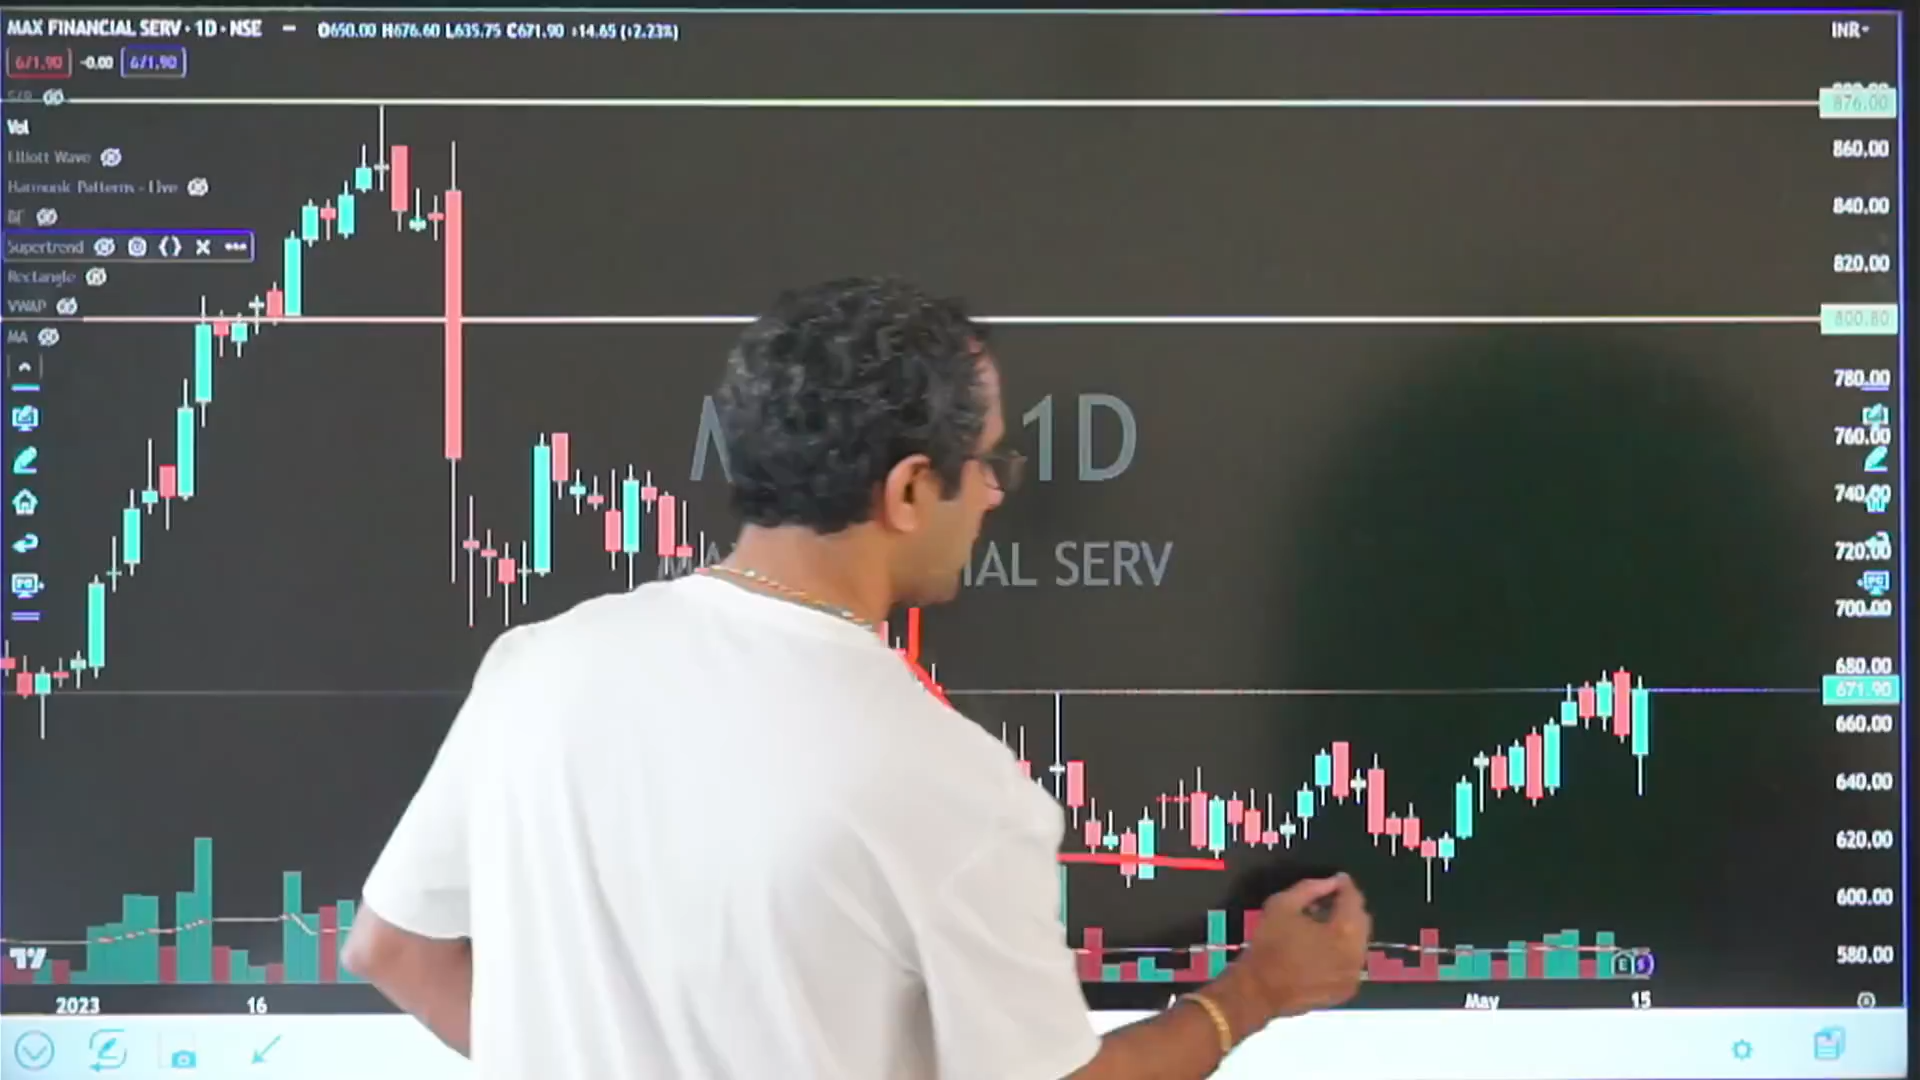 MAX FINANCIAL SERV · 1D · NSE
O650.00 H676.60 L635.75 C671.90 +14.65 (+2.23%)
INR
671.90 -0.00 671.90
S/R
Vol
Elliott Wave
Harmonic Patterns - Live
Supertrend
Rectangle
VWAP
MA
M 1D
MA IAL SERV
876.00
860.00
840.00
820.00
800.80
780.00
760.00
740.00
720.00
700.00
680.00
671.90
660.00
640.00
620.00
600.00
580.00
E
2023 16 May 15